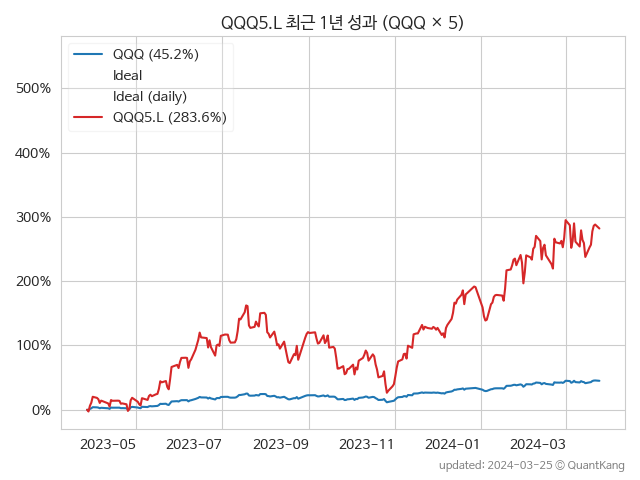 QQQ5.L 최근 1년 성과 (QQQ × 5)
QQQ (45.2%)
Ideal
Ideal (daily)
QQQ5.L (283.6%)
500%
400%
300%
200%
100%
0%
2023-05 2023-07 2023-09 2023-11 2024-01 2024-03
updated: 2024-03-25 © QuantKang